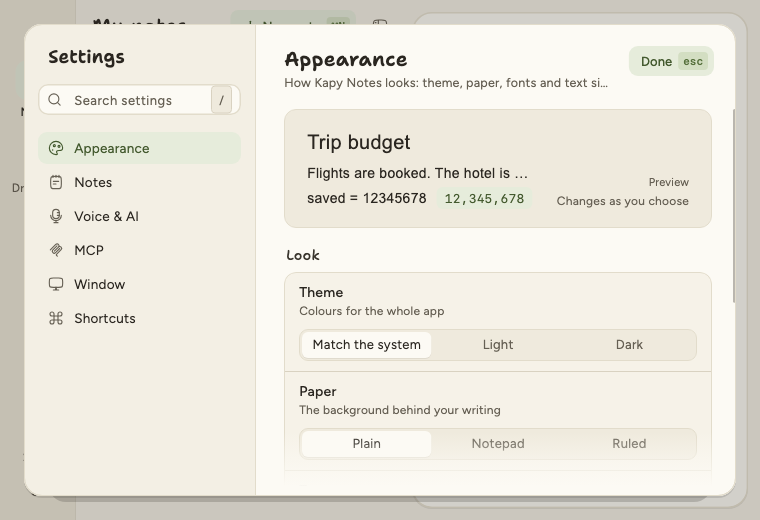 My notes
Settings
Search settings
/
Appearance
Notes
Voice & AI
MCP
Window
Shortcuts
Appearance
How Kapy Notes looks: theme, paper, fonts and text si…
Done esc
Trip budget
Flights are booked. The hotel is …
saved = 12345678 12,345,678
Preview
Changes as you choose
Look
Theme
Colours for the whole app
Match the system Light Dark
Paper
The background behind your writing
Plain Notepad Ruled